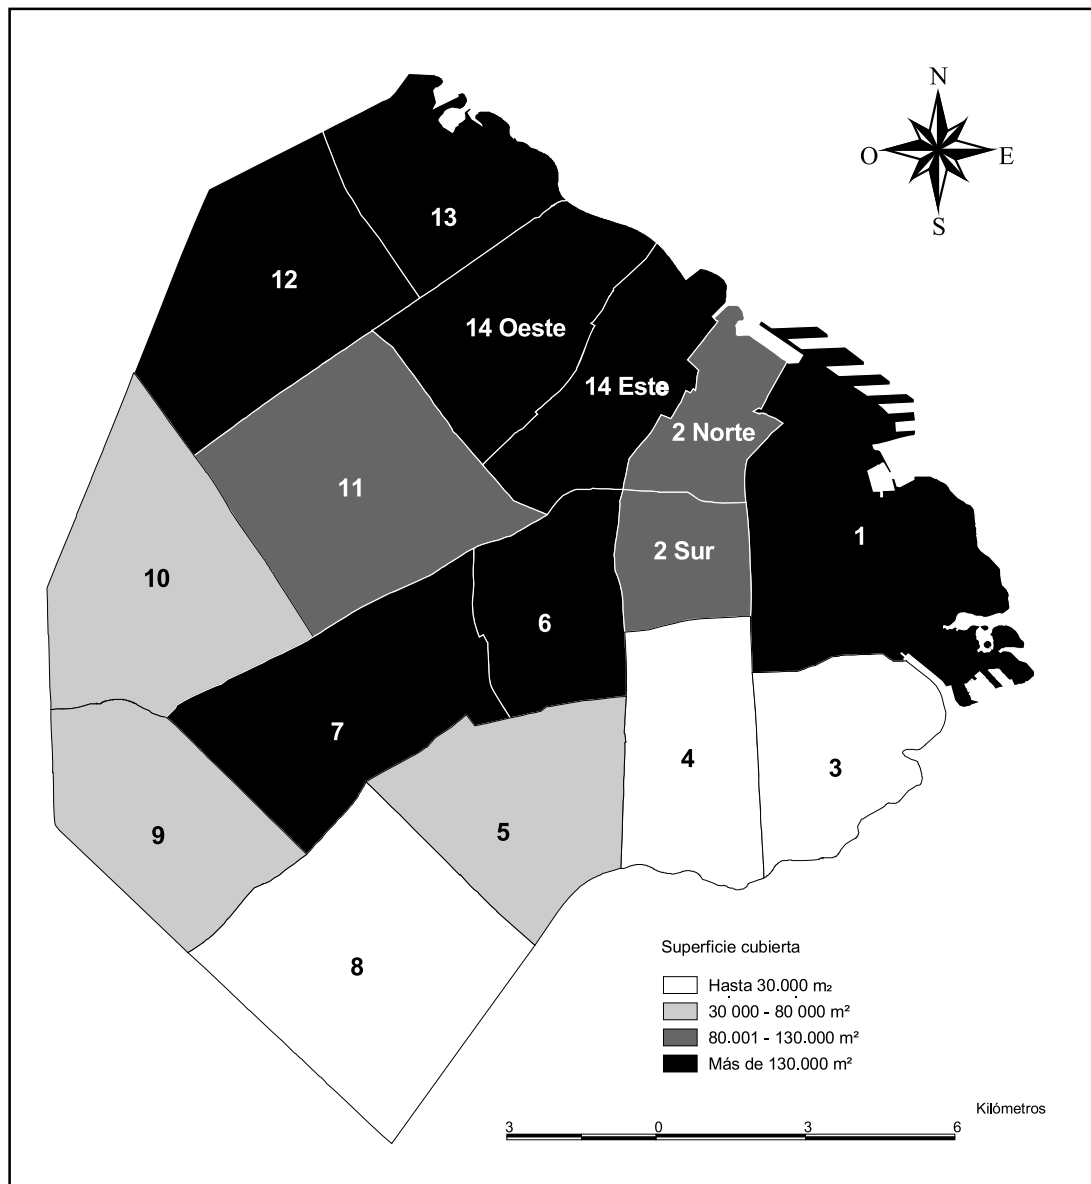 N
O
E
S
13
12
14 Oeste
14 Este
2 Norte
11
1
2 Sur
10
6
7
4
3
9
5
8
Superficie cubierta
Hasta 30.000 m₂
30 000 - 80 000 m²
80.001 - 130.000 m²
Más de 130.000 m²
Kilómetros
3 0 6